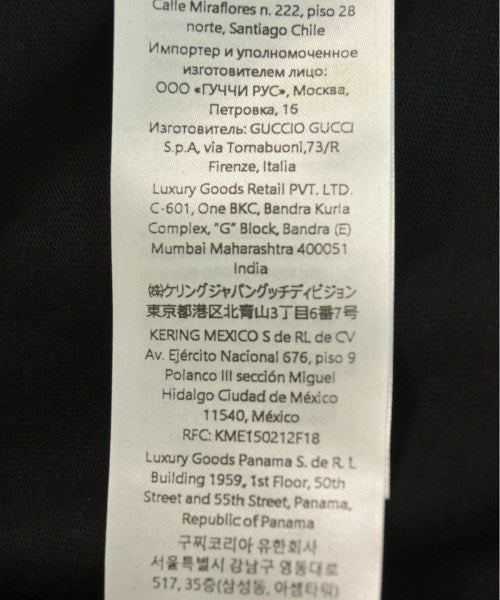 Calle Miraflores n. 222, piso 28
norte, Santiago Chile
Импортер и уполномоченное
изготовителем лицо:
ООО «ГУЧЧИ РУС», Москва,
Петровка, 16
Изготовитель: GUCCIO GUCCI
S.p.A, via Tornabuoni,73/R
Firenze, Italia
Luxury Goods Retail PVT. LTD.
C-601, One BKC, Bandra Kurla
Complex, "G" Block, Bandra (E)
Mumbai Maharashtra 400051
India
㈱ケリングジャパングッチディビジョン
東京都港区北青山3丁目6番7号
KERING MEXICO S de RL de CV
Av. Ejército Nacional 676, piso 9
Polanco III sección Miguel
Hidalgo Ciudad de México
11540, México
RFC: KME150212F18
Luxury Goods Panama S. de R. L
Building 1959, 1st Floor, 50th
Street and 55th Street, Panama,
Republic of Panama
구찌코리아 유한회사
서울특별시 강남구 영동대로
517, 35층(삼성동, 아셈타워)